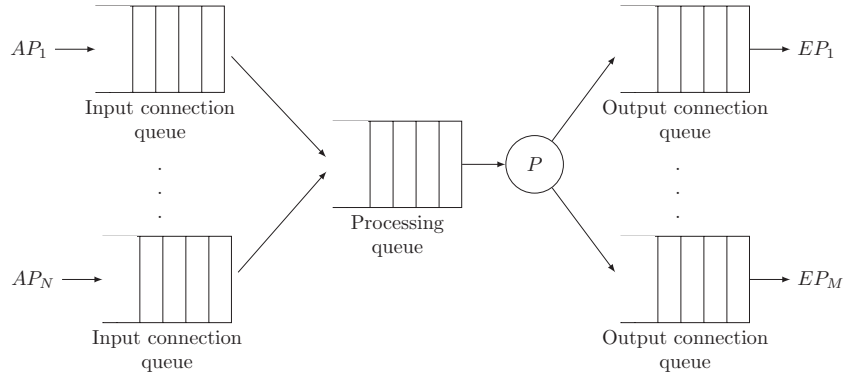 AP₁
Input connection
queue
AP_N
Input connection
queue
Processing
queue
P
Output connection
queue
EP₁
Output connection
queue
EP_M